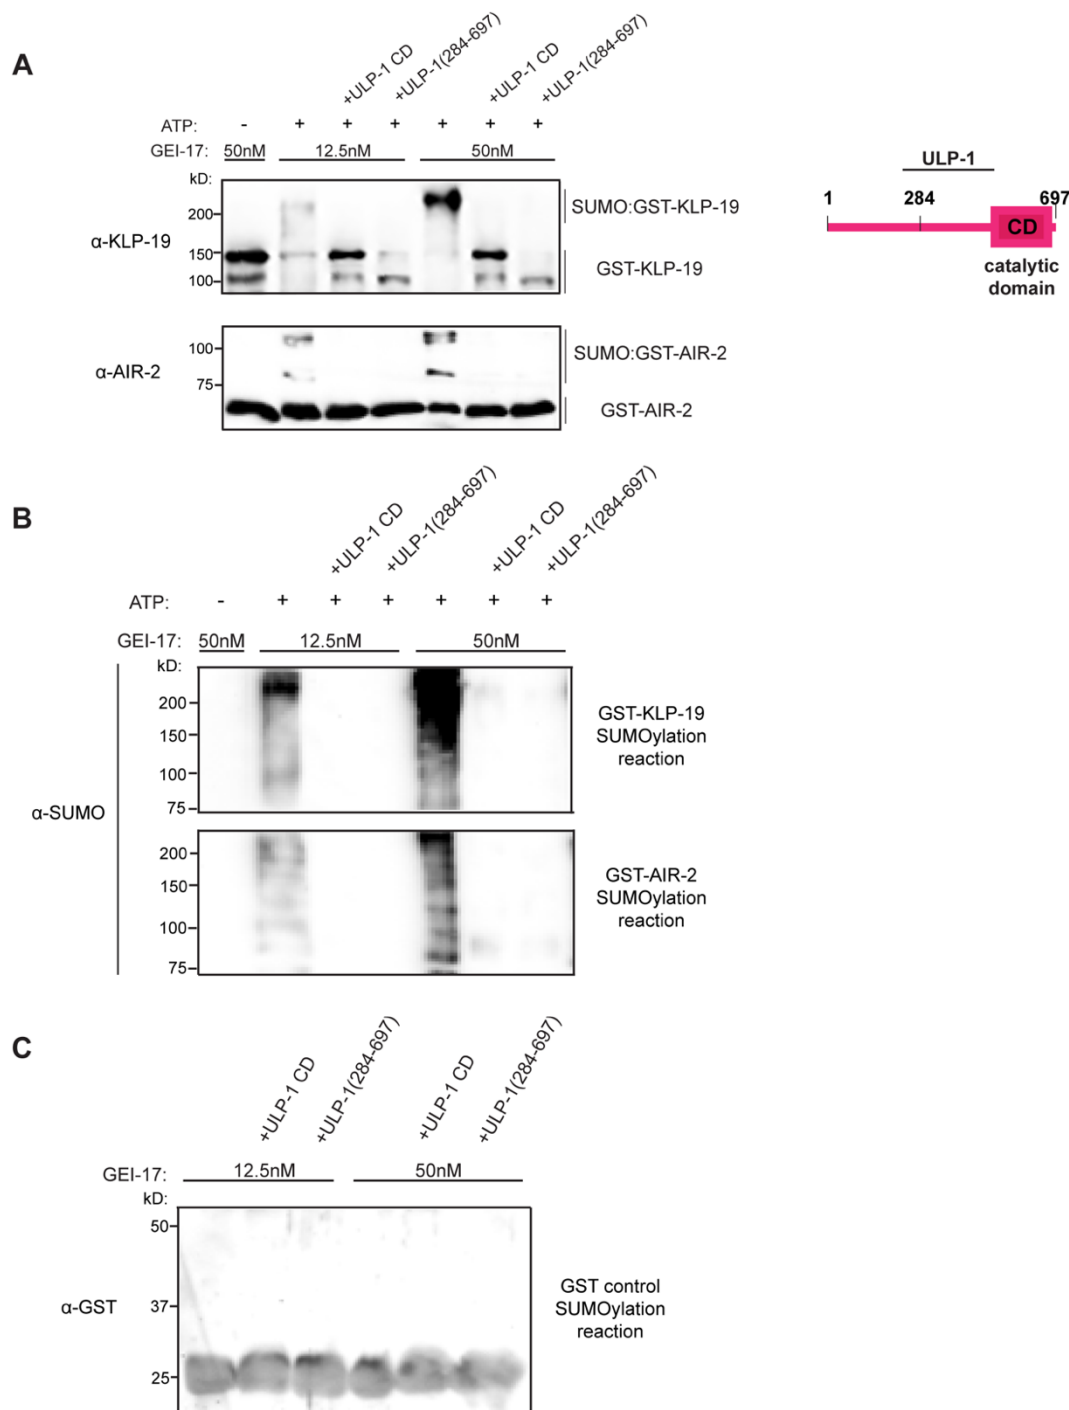 A
+ULP-1 CD
+ULP-1(284-697)
+ULP-1 CD
+ULP-1(284-697)
ATP: - + + + + + +
GEI-17: 50nM 12.5nM 50nM
kD:
200
150
100
α-KLP-19
SUMO:GST-KLP-19
GST-KLP-19
ULP-1
1 284 697
CD
catalytic
domain
100
75
α-AIR-2
SUMO:GST-AIR-2
GST-AIR-2
B
+ULP-1 CD
+ULP-1(284-697)
+ULP-1 CD
+ULP-1(284-697)
ATP: - + + + + + +
GEI-17: 50nM 12.5nM 50nM
kD:
200
150
100
75
GST-KLP-19
SUMOylation
reaction
α-SUMO
200
150
100
75
GST-AIR-2
SUMOylation
reaction
C
+ULP-1 CD
+ULP-1(284-697)
+ULP-1 CD
+ULP-1(284-697)
GEI-17: 12.5nM 50nM
kD:
50
37
25
α-GST
GST control
SUMOylation
reaction